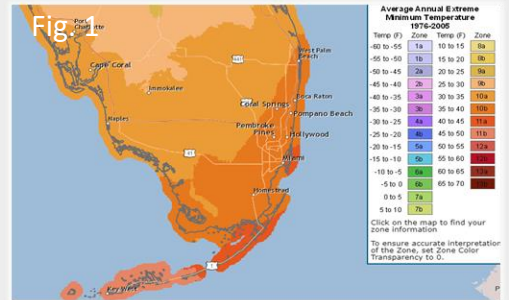 Fig. 1
Port
Charlotte
Cape Coral
Immokalee
Naples
West Palm
Beach
Boca Raton
Coral Springs
Pompano Beach
Pembroke
Pines
Hollywood
41
Miami
Homestead
1
Key West
Average Annual Extreme
Minimum Temperature
1976-2005
Temp (F) Zone Temp (F) Zone
-60 to -55 1a 10 to 15 8a
-55 to -50 1b 15 to 20 8b
-50 to -45 2a 20 to 25 9a
-45 to -40 2b 25 to 30 9b
-40 to -35 3a 30 to 35 10a
-35 to -30 3b 35 to 40 10b
-30 to -25 4a 40 to 45 11a
-25 to -20 4b 45 to 50 11b
-20 to -15 5a 50 to 55 12a
-15 to -10 5b 55 to 60 12b
-10 to -5 6a 60 to 65 13a
-5 to 0 6b 65 to 70
0 to 5 7a
5 to 10 7b
Click on the map to find your
zone information
To ensure accurate interpretation
of the Zone, set Zone Color
Transparency to 0.
P